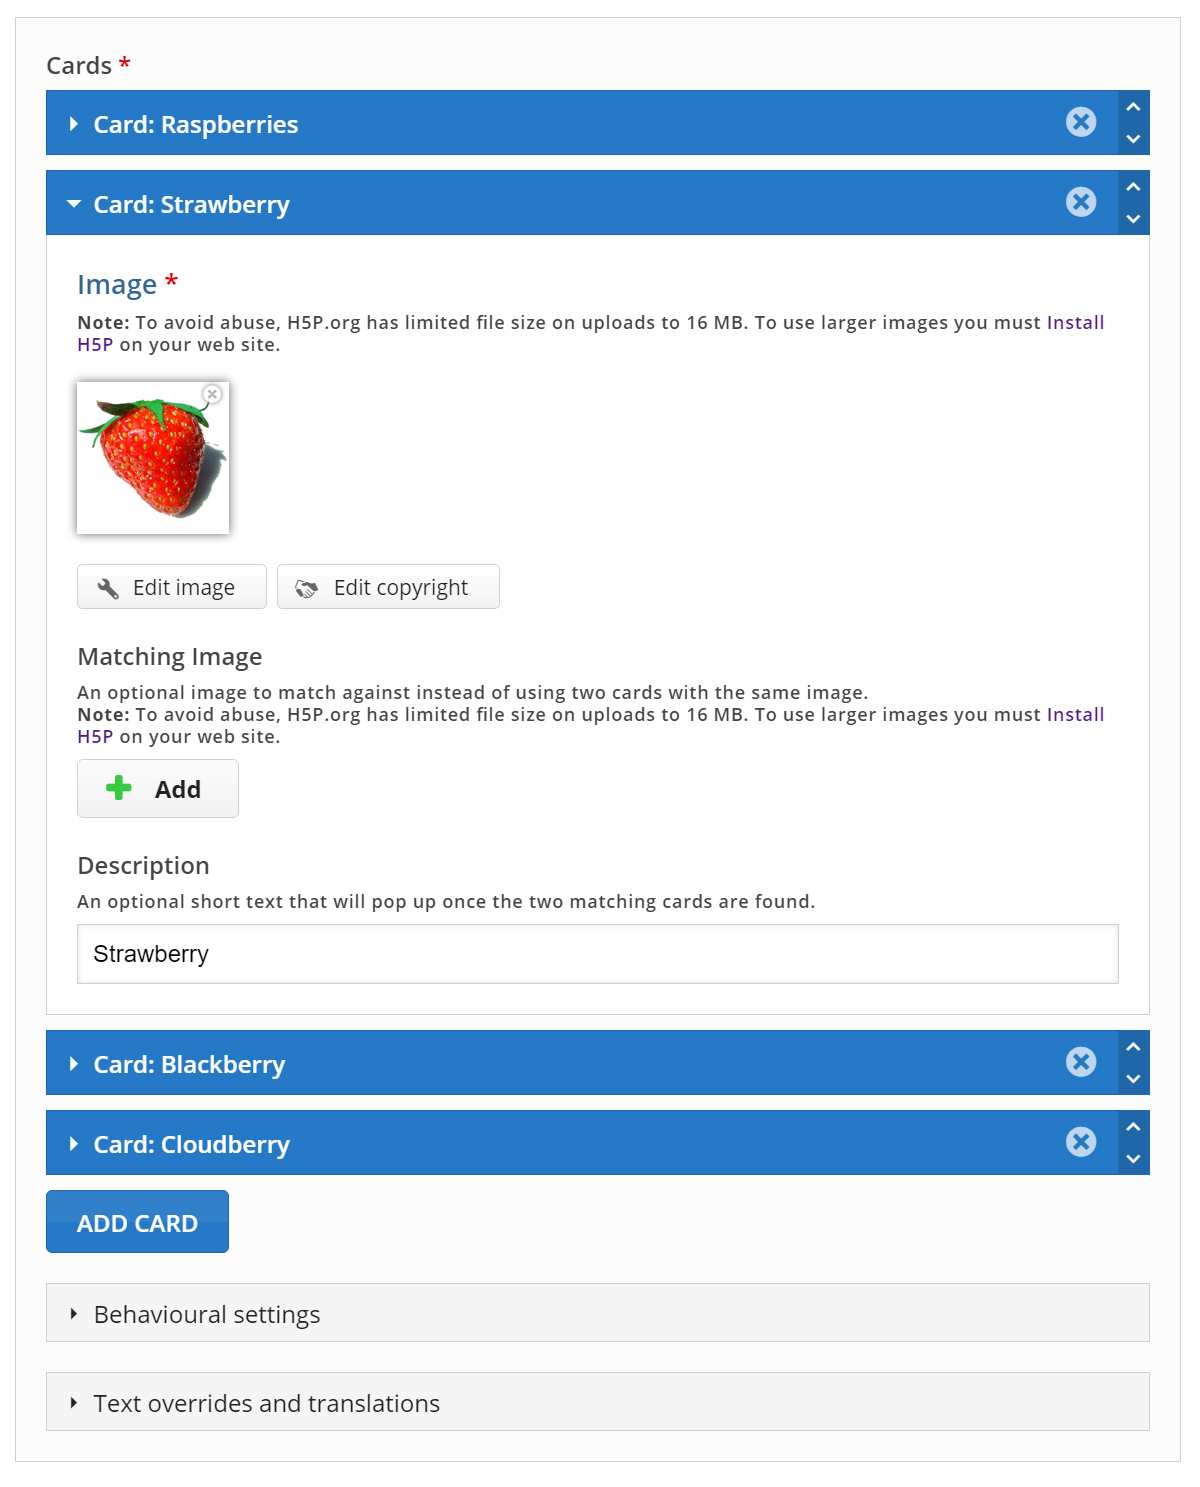 Cards *
Card: Raspberries
Card: Strawberry
Image *
Note: To avoid abuse, H5P.org has limited file size on uploads to 16 MB. To use larger images you must Install
H5P on your web site.
Edit image
Edit copyright
Matching Image
An optional image to match against instead of using two cards with the same image.
Note: To avoid abuse, H5P.org has limited file size on uploads to 16 MB. To use larger images you must Install
H5P on your web site.
Add
Description
An optional short text that will pop up once the two matching cards are found.
Strawberry
Card: Blackberry
Card: Cloudberry
ADD CARD
Behavioural settings
Text overrides and translations